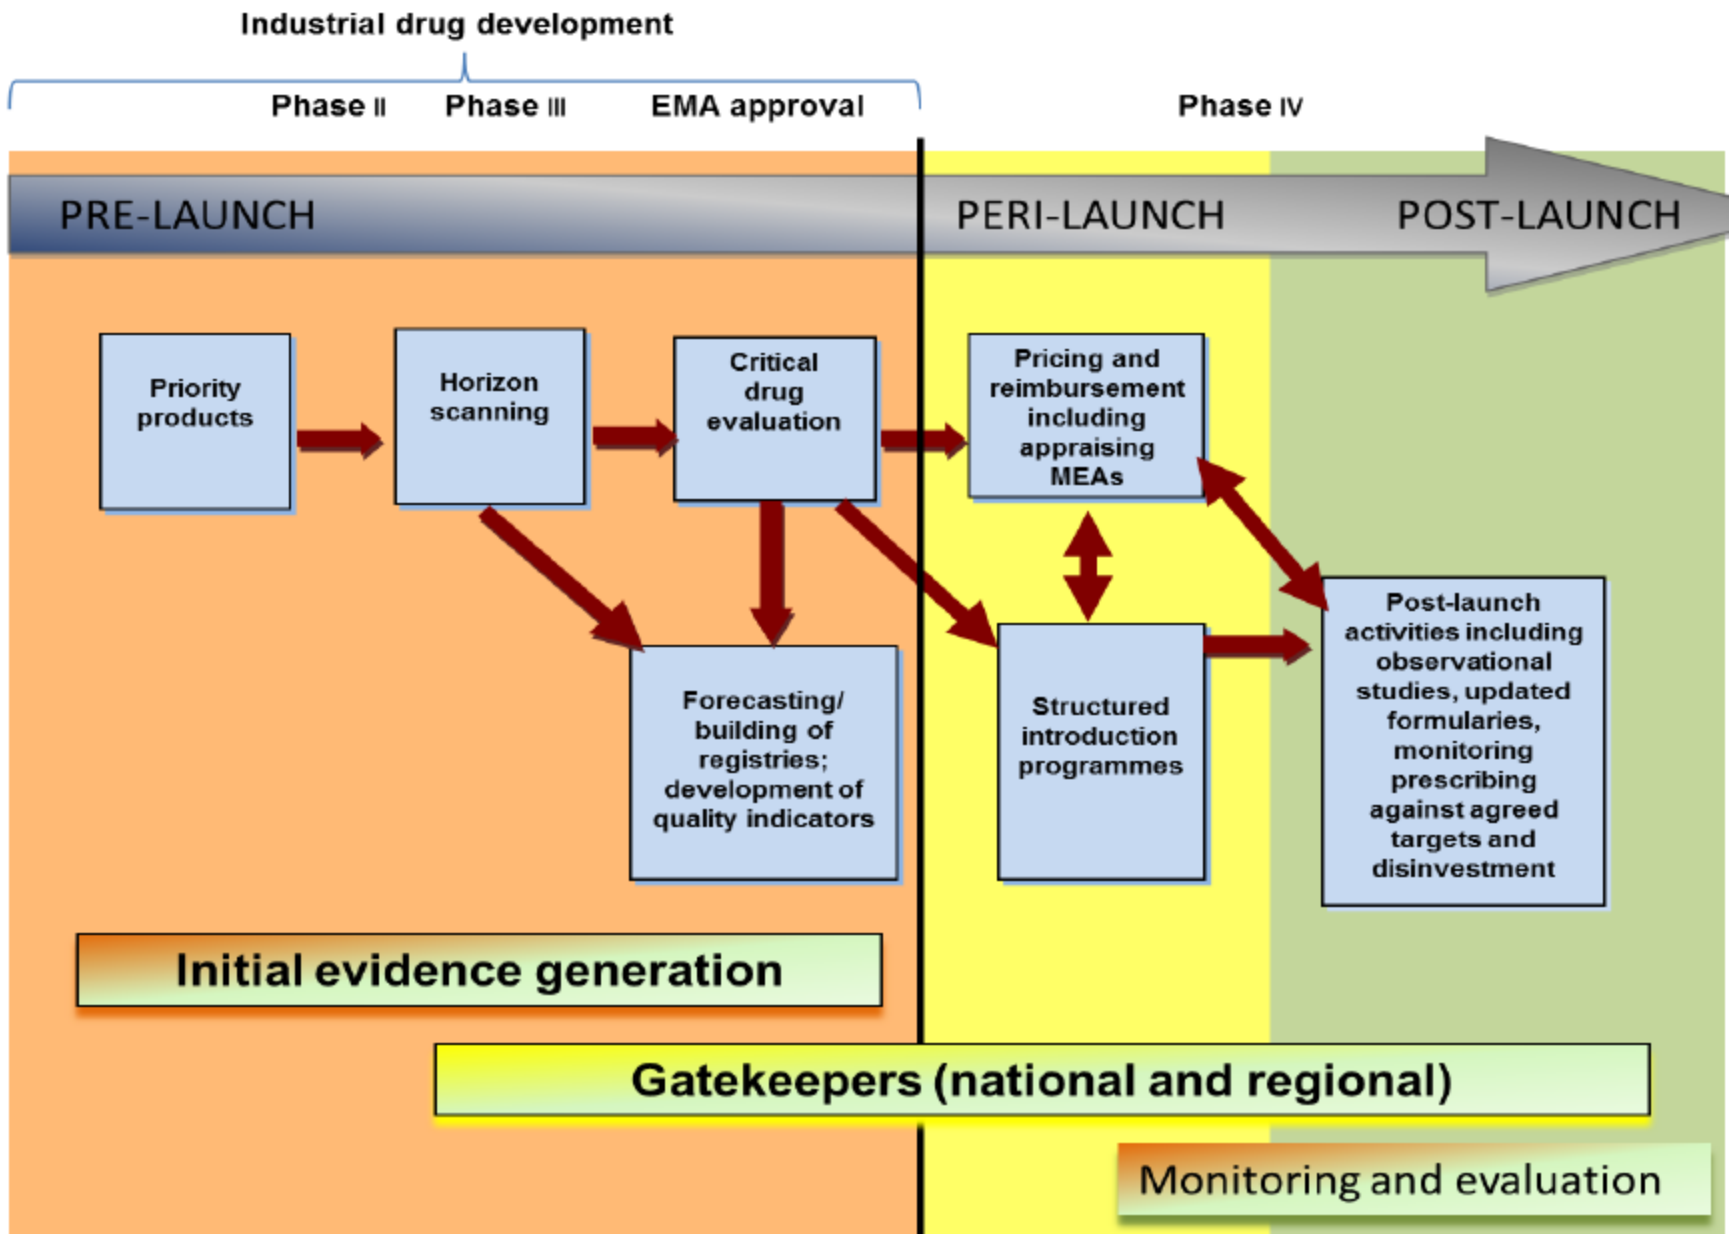 Industrial drug development
Phase II
Phase III
EMA approval
Phase IV
PRE-LAUNCH
PERI-LAUNCH
POST-LAUNCH
Priority
products
Horizon
scanning
Critical
drug
evaluation
Pricing and
reimbursement
including
appraising
MEAs
Forecasting/
building of
registries;
development of
quality indicators
Structured
introduction
programmes
Post-launch
activities including
observational
studies, updated
formularies,
monitoring
prescribing
against agreed
targets and
disinvestment
Initial evidence generation
Gatekeepers (national and regional)
Monitoring and evaluation